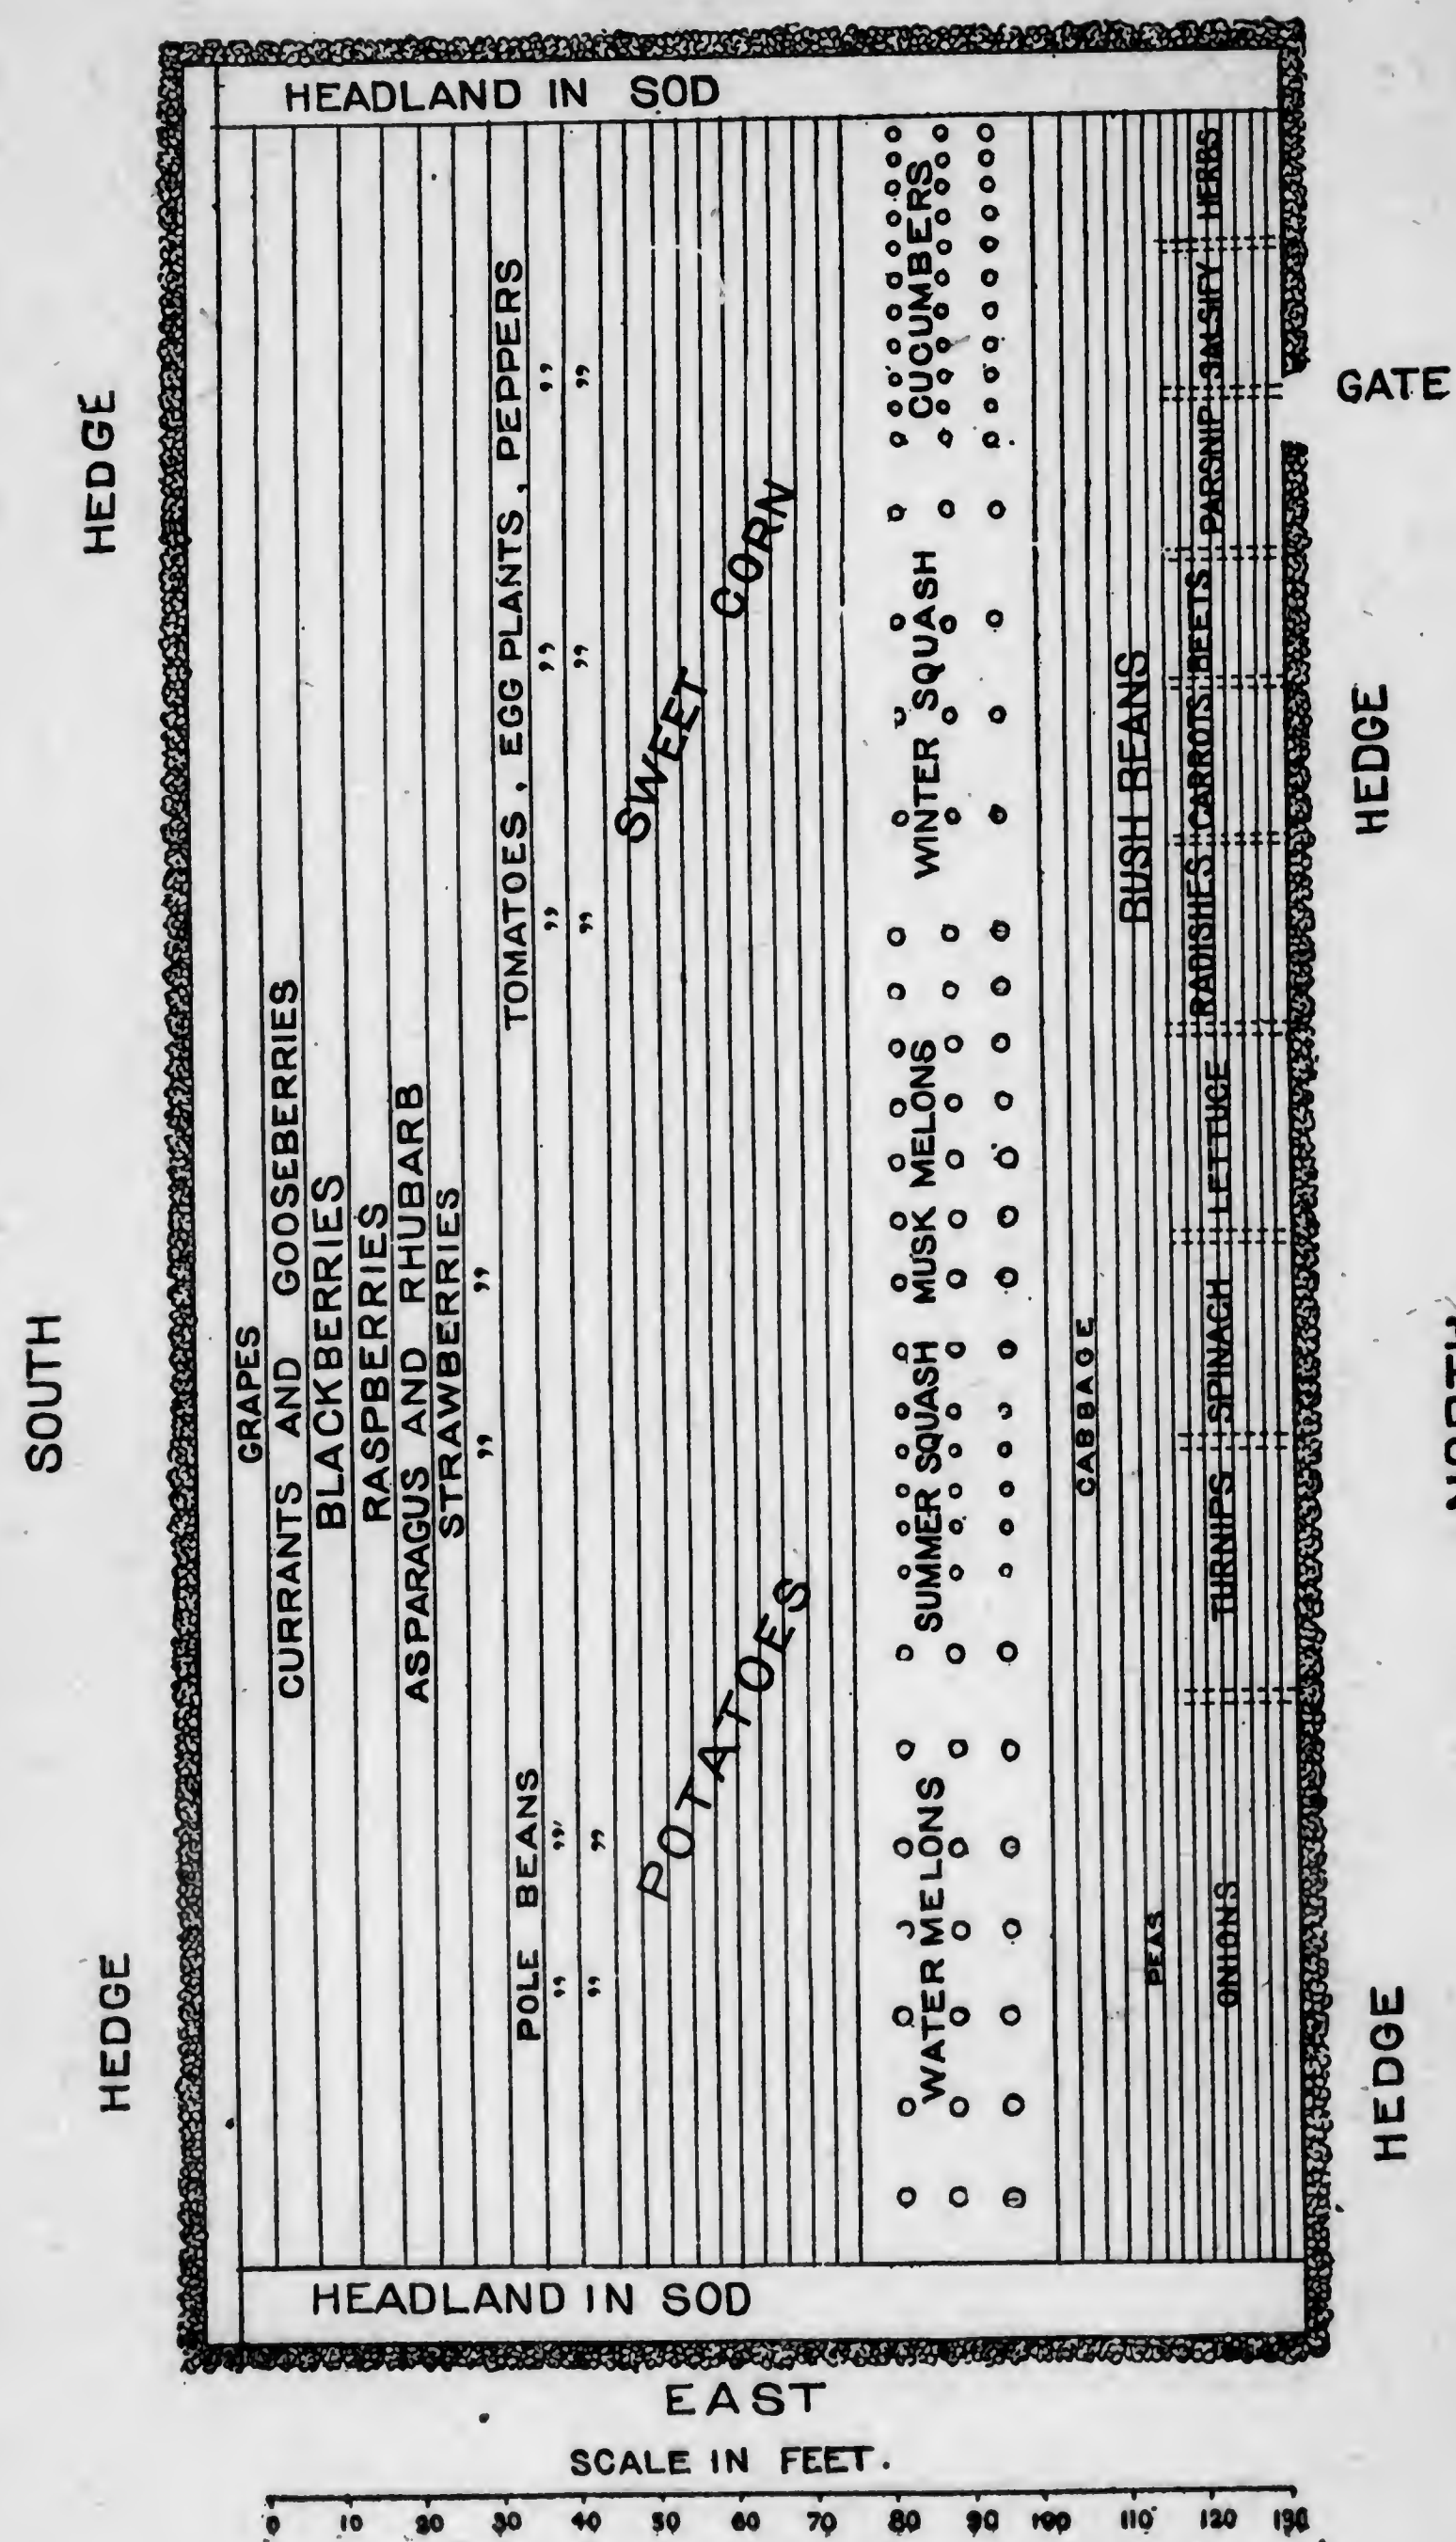 HEADLAND IN SOD
HEDGE
SOUTH
HEDGE
GRAPES
CURRANTS AND GOOSEBERRIES
BLACKBERRIES
RASPBERRIES
ASPARAGUS AND RHUBARB
STRAWBERRIES
" "
TOMATOES, EGG PLANTS, PEPPERS
" " "
" " "
POLE BEANS
" "
" "
SWEET CORN
POTATOES
CUCUMBERS
WINTER SQUASH
MUSK MELONS
SUMMER SQUASH
WATER MELONS
CABBAGE
BUSH BEANS
PEAS
HERBS
SALSIFY
PARSNIP
BEETS
CARROTS
RADISHES
LETTUCE
SPINACH
TURNIPS
ONIONS
GATE
HEDGE
HEDGE
HEADLAND IN SOD
EAST
SCALE IN FEET.
0 10 20 30 40 50 60 70 80 90 100 110 120 130